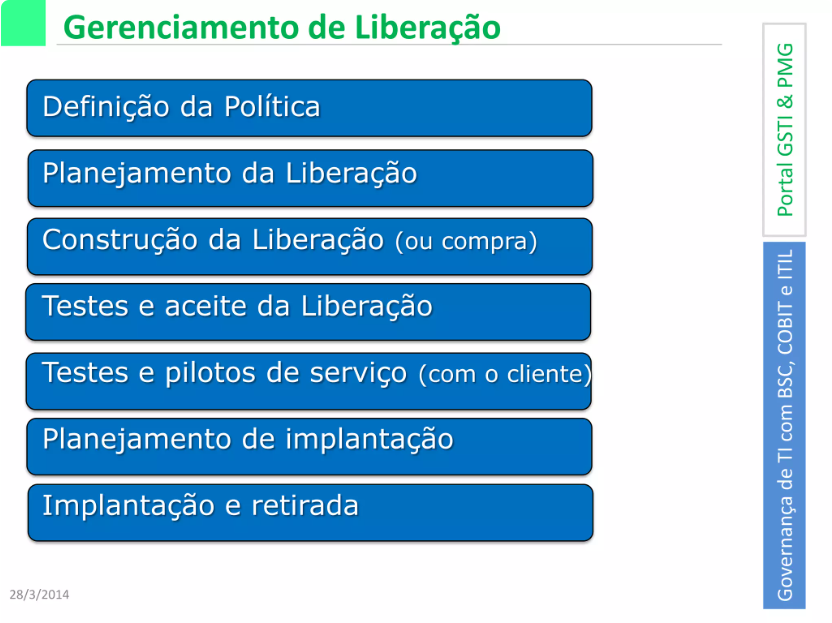 Gerenciamento de Liberação
Definição da Política
Planejamento da Liberação
Construção da Liberação (ou compra)
Testes e aceite da Liberação
Testes e pilotos de serviço (com o cliente)
Planejamento de implantação
Implantação e retirada
28/3/2014
Portal GSTI & PMG
Governança de TI com BSC, COBIT e ITIL